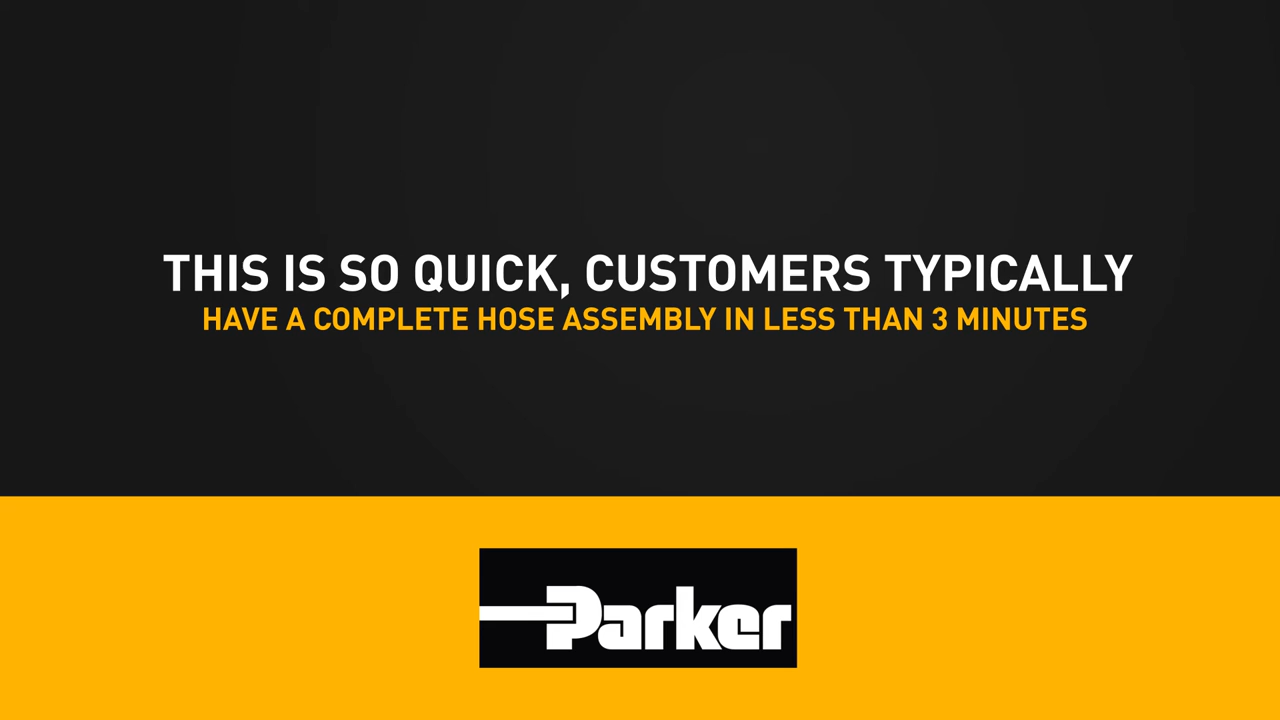 THIS IS SO QUICK, CUSTOMERS TYPICALLY
HAVE A COMPLETE HOSE ASSEMBLY IN LESS THAN 3 MINUTES
Parker